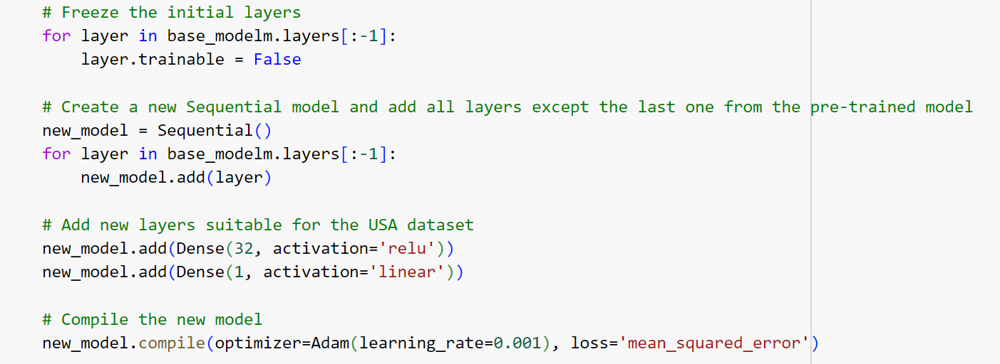 # Freeze the initial layers
for layer in base_modelm.layers[:-1]:
    layer.trainable = False

# Create a new Sequential model and add all layers except the last one from the pre-trained model
new_model = Sequential()
for layer in base_modelm.layers[:-1]:
    new_model.add(layer)

# Add new layers suitable for the USA dataset
new_model.add(Dense(32, activation='relu'))
new_model.add(Dense(1, activation='linear'))

# Compile the new model
new_model.compile(optimizer=Adam(learning_rate=0.001), loss='mean_squared_error')